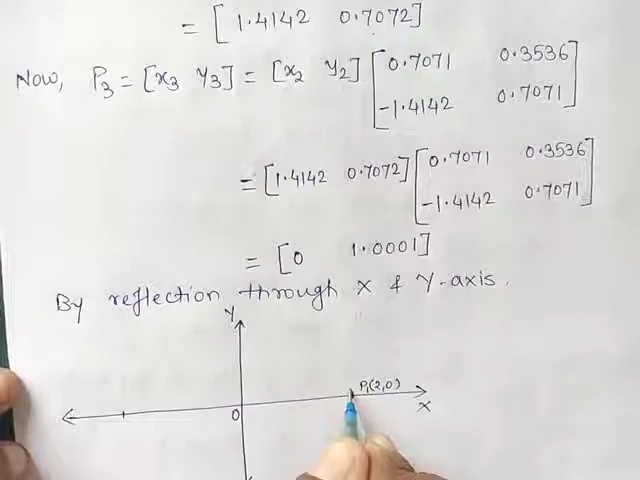 = [1.4142 0.7072]
Now, P3 = [x3 y3] = [x2 y2] [0.7071 0.3536
-1.4142 0.7071]
= [1.4142 0.7072] [0.7071 0.3536
-1.4142 0.7071]
= [0 1.0001]
By reflection through X & Y-axis.
Y
P1(2,0)
O
X